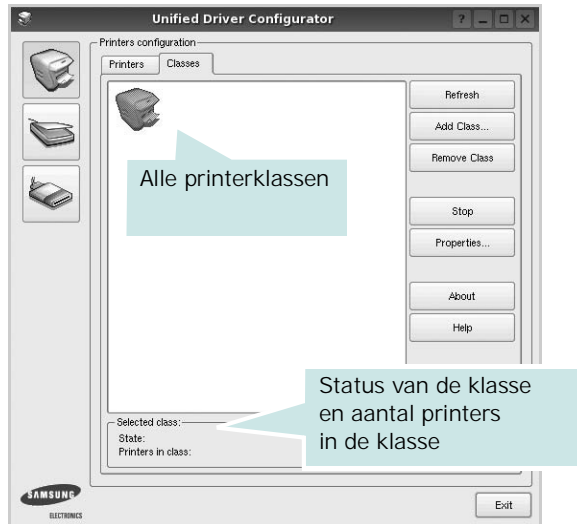 Unified Driver Configurator
Printers configuration
Printers Classes
Refresh
Add Class...
Remove Class
Alle printerklassen
Stop
Properties...
About
Help
Status van de klasse
en aantal printers
in de klasse
Selected class:
State:
Printers in class:
SAMSUNG
ELECTRONICS
Exit